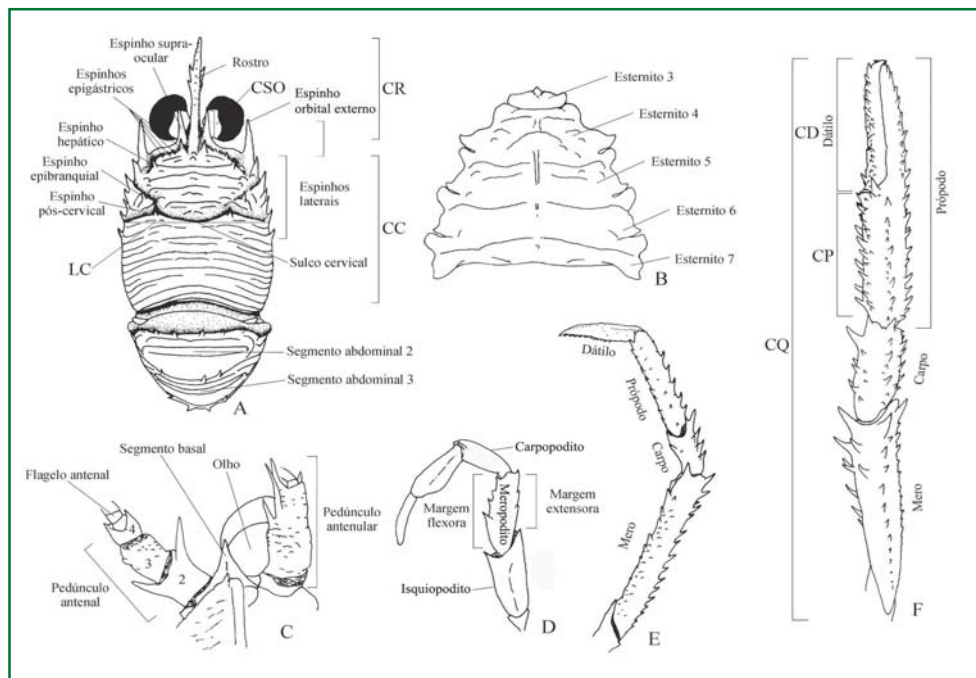 Espinho supra-
ocular
Rostro
Espinhos
epigástricos
CSO
CR
Espinho
orbital externo
Espinho
hepático
Espinho
epibranquial
Espinho
pós-cervical
Espinhos
laterais
CC
LC
Sulco cervical
Segmento abdominal 2
Segmento abdominal 3
A
Esternito 3
Esternito 4
Esternito 5
Esternito 6
Esternito 7
B
Segmento basal
Olho
Flagelo antenal
4
3
2
Pedúnculo
antenal
Pedúnculo
antenular
C
Carpopodito
Margem
flexora
Meropodito
Margem
extensora
Isquiopodito
D
Dátilo
Própodo
Carpo
Mero
E
CD
Dátilo
Própodo
CP
CQ
Carpo
Mero
F